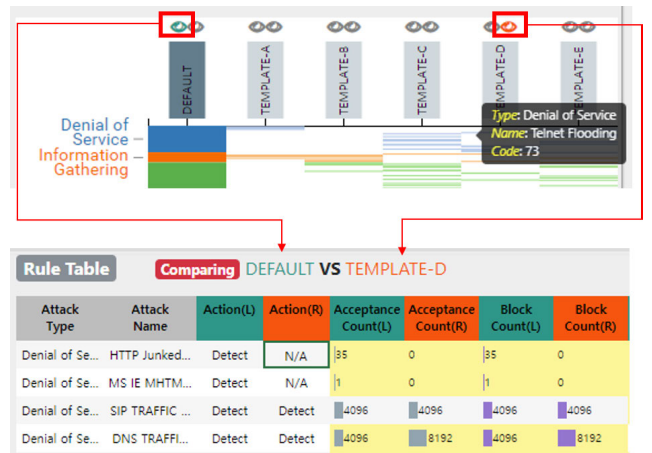 DEFAULT
TEMPLATE-A
TEMPLATE-B
TEMPLATE-C
TEMPLATE-D
TEMPLATE-E
Denial of
Service
Information
Gathering
Type: Denial of Service
Name: Telnet Flooding
Code: 73
Rule Table Comparing DEFAULT VS TEMPLATE-D
Attack Type Attack Name Action(L) Action(R) Acceptance Count(L) Acceptance Count(R) Block Count(L) Block Count(R)
Denial of Se... HTTP Junked... Detect N/A 35 0 35 0
Denial of Se... MS IE MHTM... Detect N/A 1 0 1 0
Denial of Se... SIP TRAFFIC ... Detect Detect 4096 4096 4096 4096
Denial of Se... DNS TRAFFI... Detect Detect 4096 8192 4096 8192